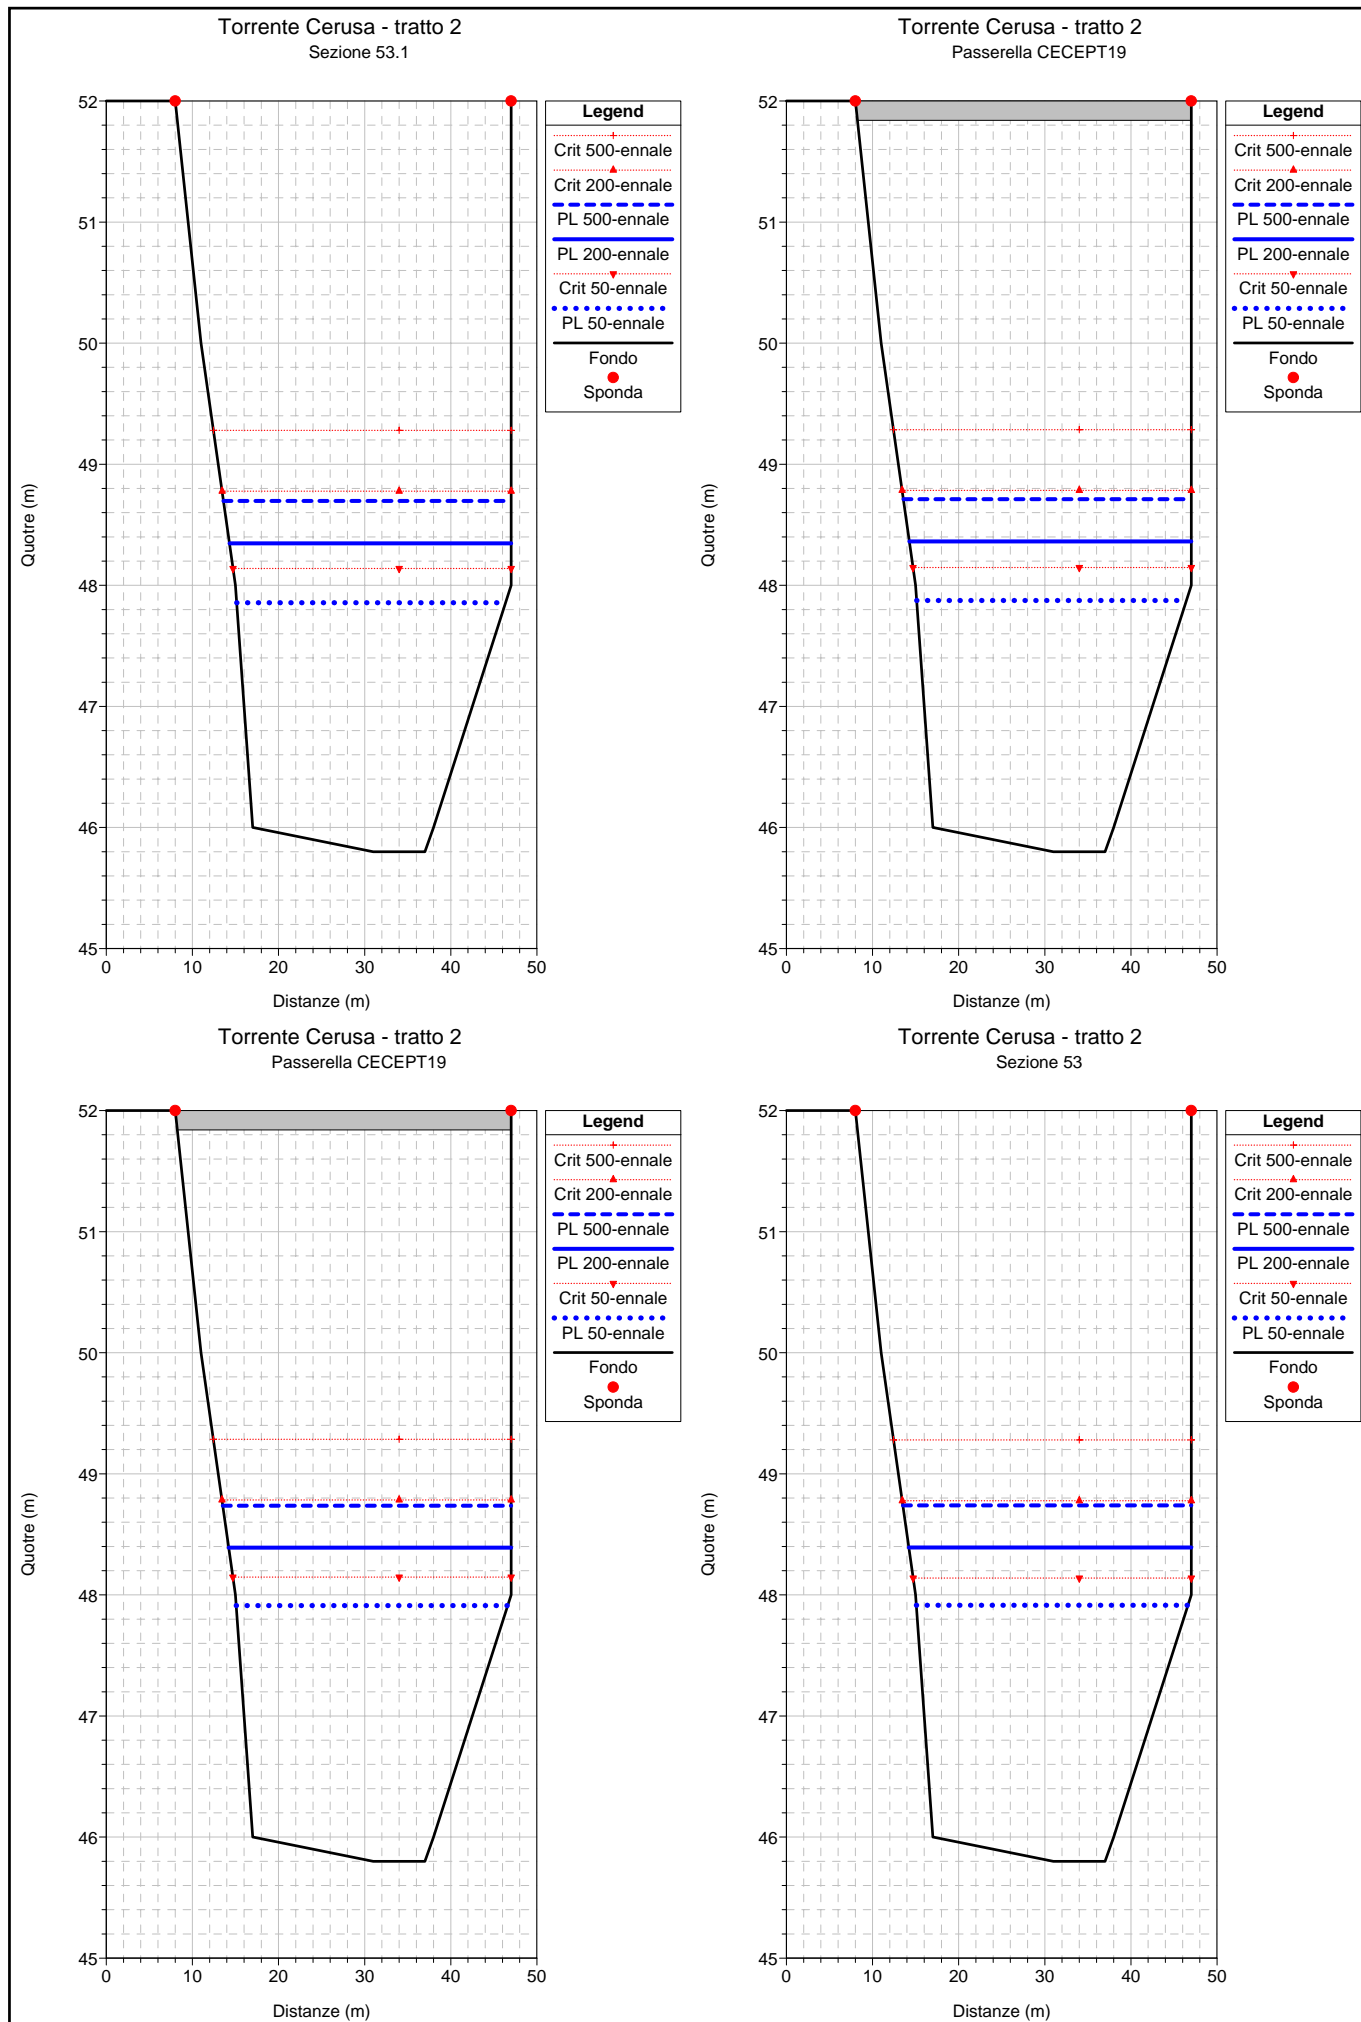 Torrente Cerusa - tratto 2
Sezione 53.1
Quotre (m)
52
51
50
49
48
47
46
45
0 10 20 30 40 50
Distanze (m)
Legend
Crit 500-ennale
Crit 200-ennale
PL 500-ennale
PL 200-ennale
Crit 50-ennale
PL 50-ennale
Fondo
Sponda
Torrente Cerusa - tratto 2
Passerella CECEPT19
Quotre (m)
52
51
50
49
48
47
46
45
0 10 20 30 40 50
Distanze (m)
Legend
Crit 500-ennale
Crit 200-ennale
PL 500-ennale
PL 200-ennale
Crit 50-ennale
PL 50-ennale
Fondo
Sponda
Torrente Cerusa - tratto 2
Passerella CECEPT19
Quotre (m)
52
51
50
49
48
47
46
45
0 10 20 30 40 50
Distanze (m)
Legend
Crit 500-ennale
Crit 200-ennale
PL 500-ennale
PL 200-ennale
Crit 50-ennale
PL 50-ennale
Fondo
Sponda
Torrente Cerusa - tratto 2
Sezione 53
Quotre (m)
52
51
50
49
48
47
46
45
0 10 20 30 40 50
Distanze (m)
Legend
Crit 500-ennale
Crit 200-ennale
PL 500-ennale
PL 200-ennale
Crit 50-ennale
PL 50-ennale
Fondo
Sponda